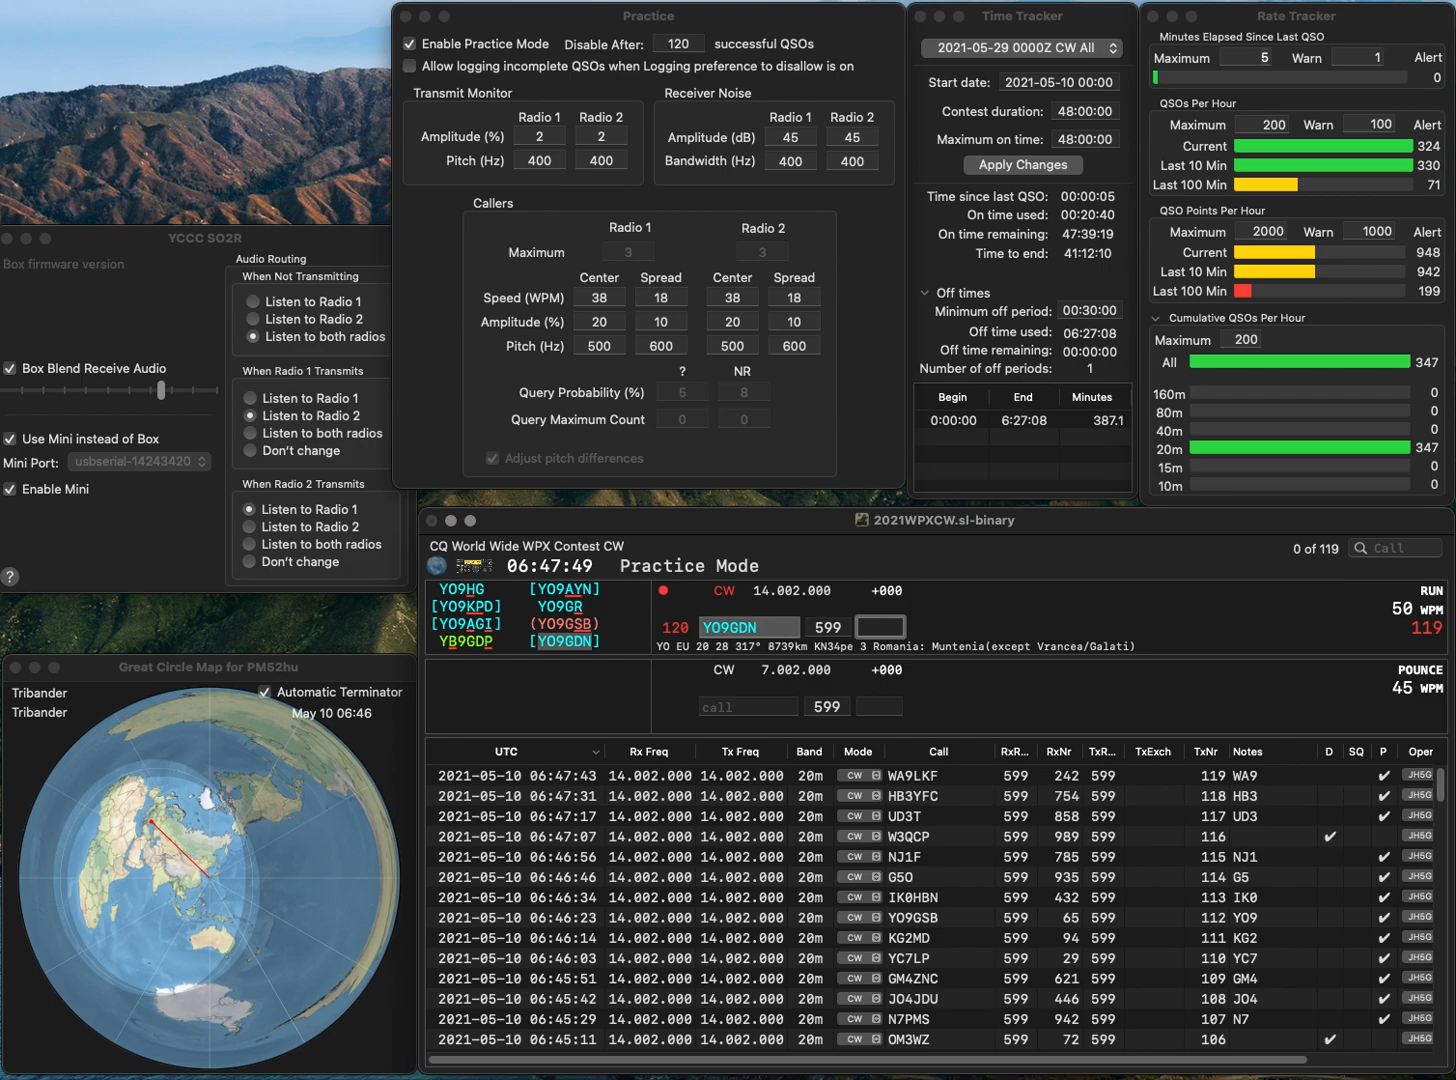 Practice
Enable Practice Mode Disable After: 120 successful QSOs
Allow logging incomplete QSOs when Logging preference to disallow is on
Transmit Monitor
Radio 1 Radio 2
Amplitude (%) 2 2
Pitch (Hz) 400 400
Receiver Noise
Radio 1 Radio 2
Amplitude (dB) 45 45
Bandwidth (Hz) 400 400
Callers
Radio 1 Radio 2
Maximum 3 3
Center Spread Center Spread
Speed (WPM) 38 18 38 18
Amplitude (%) 20 10 20 10
Pitch (Hz) 500 600 500 600
? NR
Query Probability (%) 5 8
Query Maximum Count 0 0
Adjust pitch differences
Time Tracker
2021-05-29 0000Z CW All
Start date: 2021-05-10 00:00
Contest duration: 48:00:00
Maximum on time: 48:00:00
Apply Changes
Time since last QSO: 00:00:05
On time used: 00:20:40
On time remaining: 47:39:19
Time to end: 41:12:10
Off times
Minimum off period: 00:30:00
Off time used: 06:27:08
Off time remaining: 00:00:00
Number of off periods: 1
Begin End Minutes
0:00:00 6:27:08 387.1
Rate Tracker
Minutes Elapsed Since Last QSO
Maximum 5 Warn 1 Alert
0
QSOs Per Hour
Maximum 200 Warn 100 Alert
Current 324
Last 10 Min 330
Last 100 Min 71
QSO Points Per Hour
Maximum 2000 Warn 1000 Alert
Current 948
Last 10 Min 942
Last 100 Min 199
Cumulative QSOs Per Hour
Maximum 200
All 347
160m 0
80m 0
40m 0
20m 347
15m 0
10m 0
YCCC SO2R
Box firmware version
Box Blend Receive Audio
Use Mini instead of Box
Mini Port: usbserial-14243420
Enable Mini
?
Audio Routing
When Not Transmitting
Listen to Radio 1
Listen to Radio 2
Listen to both radios
When Radio 1 Transmits
Listen to Radio 1
Listen to Radio 2
Listen to both radios
Don't change
When Radio 2 Transmits
Listen to Radio 1
Listen to Radio 2
Listen to both radios
Don't change
Great Circle Map for PM52hu
Tribander Automatic Terminator
Tribander May 10 06:46
2021WPXCW.sl-binary
CQ World Wide WPX Contest CW 0 of 119 Call
06:47:49 Practice Mode
YO9HG [YO9AYN]
[YO9KPD] YO9GR
[YO9AGI] (YO9GSB)
YB9GDP [YO9GDN]
CW 14.002.000 +000 RUN
50 WPM
120 YO9GDN 599 119
YO EU 20 28 317° 8739km KN34pe 3 Romania: Muntenia(except Vrancea/Galati)
CW 7.002.000 +000 POUNCE
45 WPM
call 599
UTC Rx Freq Tx Freq Band Mode Call RxR... RxNr TxR... TxExch TxNr Notes D SQ P Oper
2021-05-10 06:47:43 14.002.000 14.002.000 20m CW WA9LKF 599 242 599 119 WA9 ✔ JH5G
2021-05-10 06:47:31 14.002.000 14.002.000 20m CW HB3YFC 599 754 599 118 HB3 ✔ JH5G
2021-05-10 06:47:17 14.002.000 14.002.000 20m CW UD3T 599 858 599 117 UD3 ✔ JH5G
2021-05-10 06:47:07 14.002.000 14.002.000 20m CW W3QCP 599 989 599 116 ✔ JH5G
2021-05-10 06:46:56 14.002.000 14.002.000 20m CW NJ1F 599 785 599 115 NJ1 ✔ JH5G
2021-05-10 06:46:46 14.002.000 14.002.000 20m CW G5O 599 935 599 114 G5 ✔ JH5G
2021-05-10 06:46:34 14.002.000 14.002.000 20m CW IK0HBN 599 432 599 113 IK0 ✔ JH5G
2021-05-10 06:46:23 14.002.000 14.002.000 20m CW YO9GSB 599 65 599 112 YO9 ✔ JH5G
2021-05-10 06:46:14 14.002.000 14.002.000 20m CW KG2MD 599 94 599 111 KG2 ✔ JH5G
2021-05-10 06:46:03 14.002.000 14.002.000 20m CW YC7LP 599 29 599 110 YC7 ✔ JH5G
2021-05-10 06:45:51 14.002.000 14.002.000 20m CW GM4ZNC 599 621 599 109 GM4 ✔ JH5G
2021-05-10 06:45:42 14.002.000 14.002.000 20m CW JO4JDU 599 446 599 108 JO4 ✔ JH5G
2021-05-10 06:45:29 14.002.000 14.002.000 20m CW N7PMS 599 942 599 107 N7 ✔ JH5G
2021-05-10 06:45:11 14.002.000 14.002.000 20m CW OM3WZ 599 72 599 106 ✔ JH5G